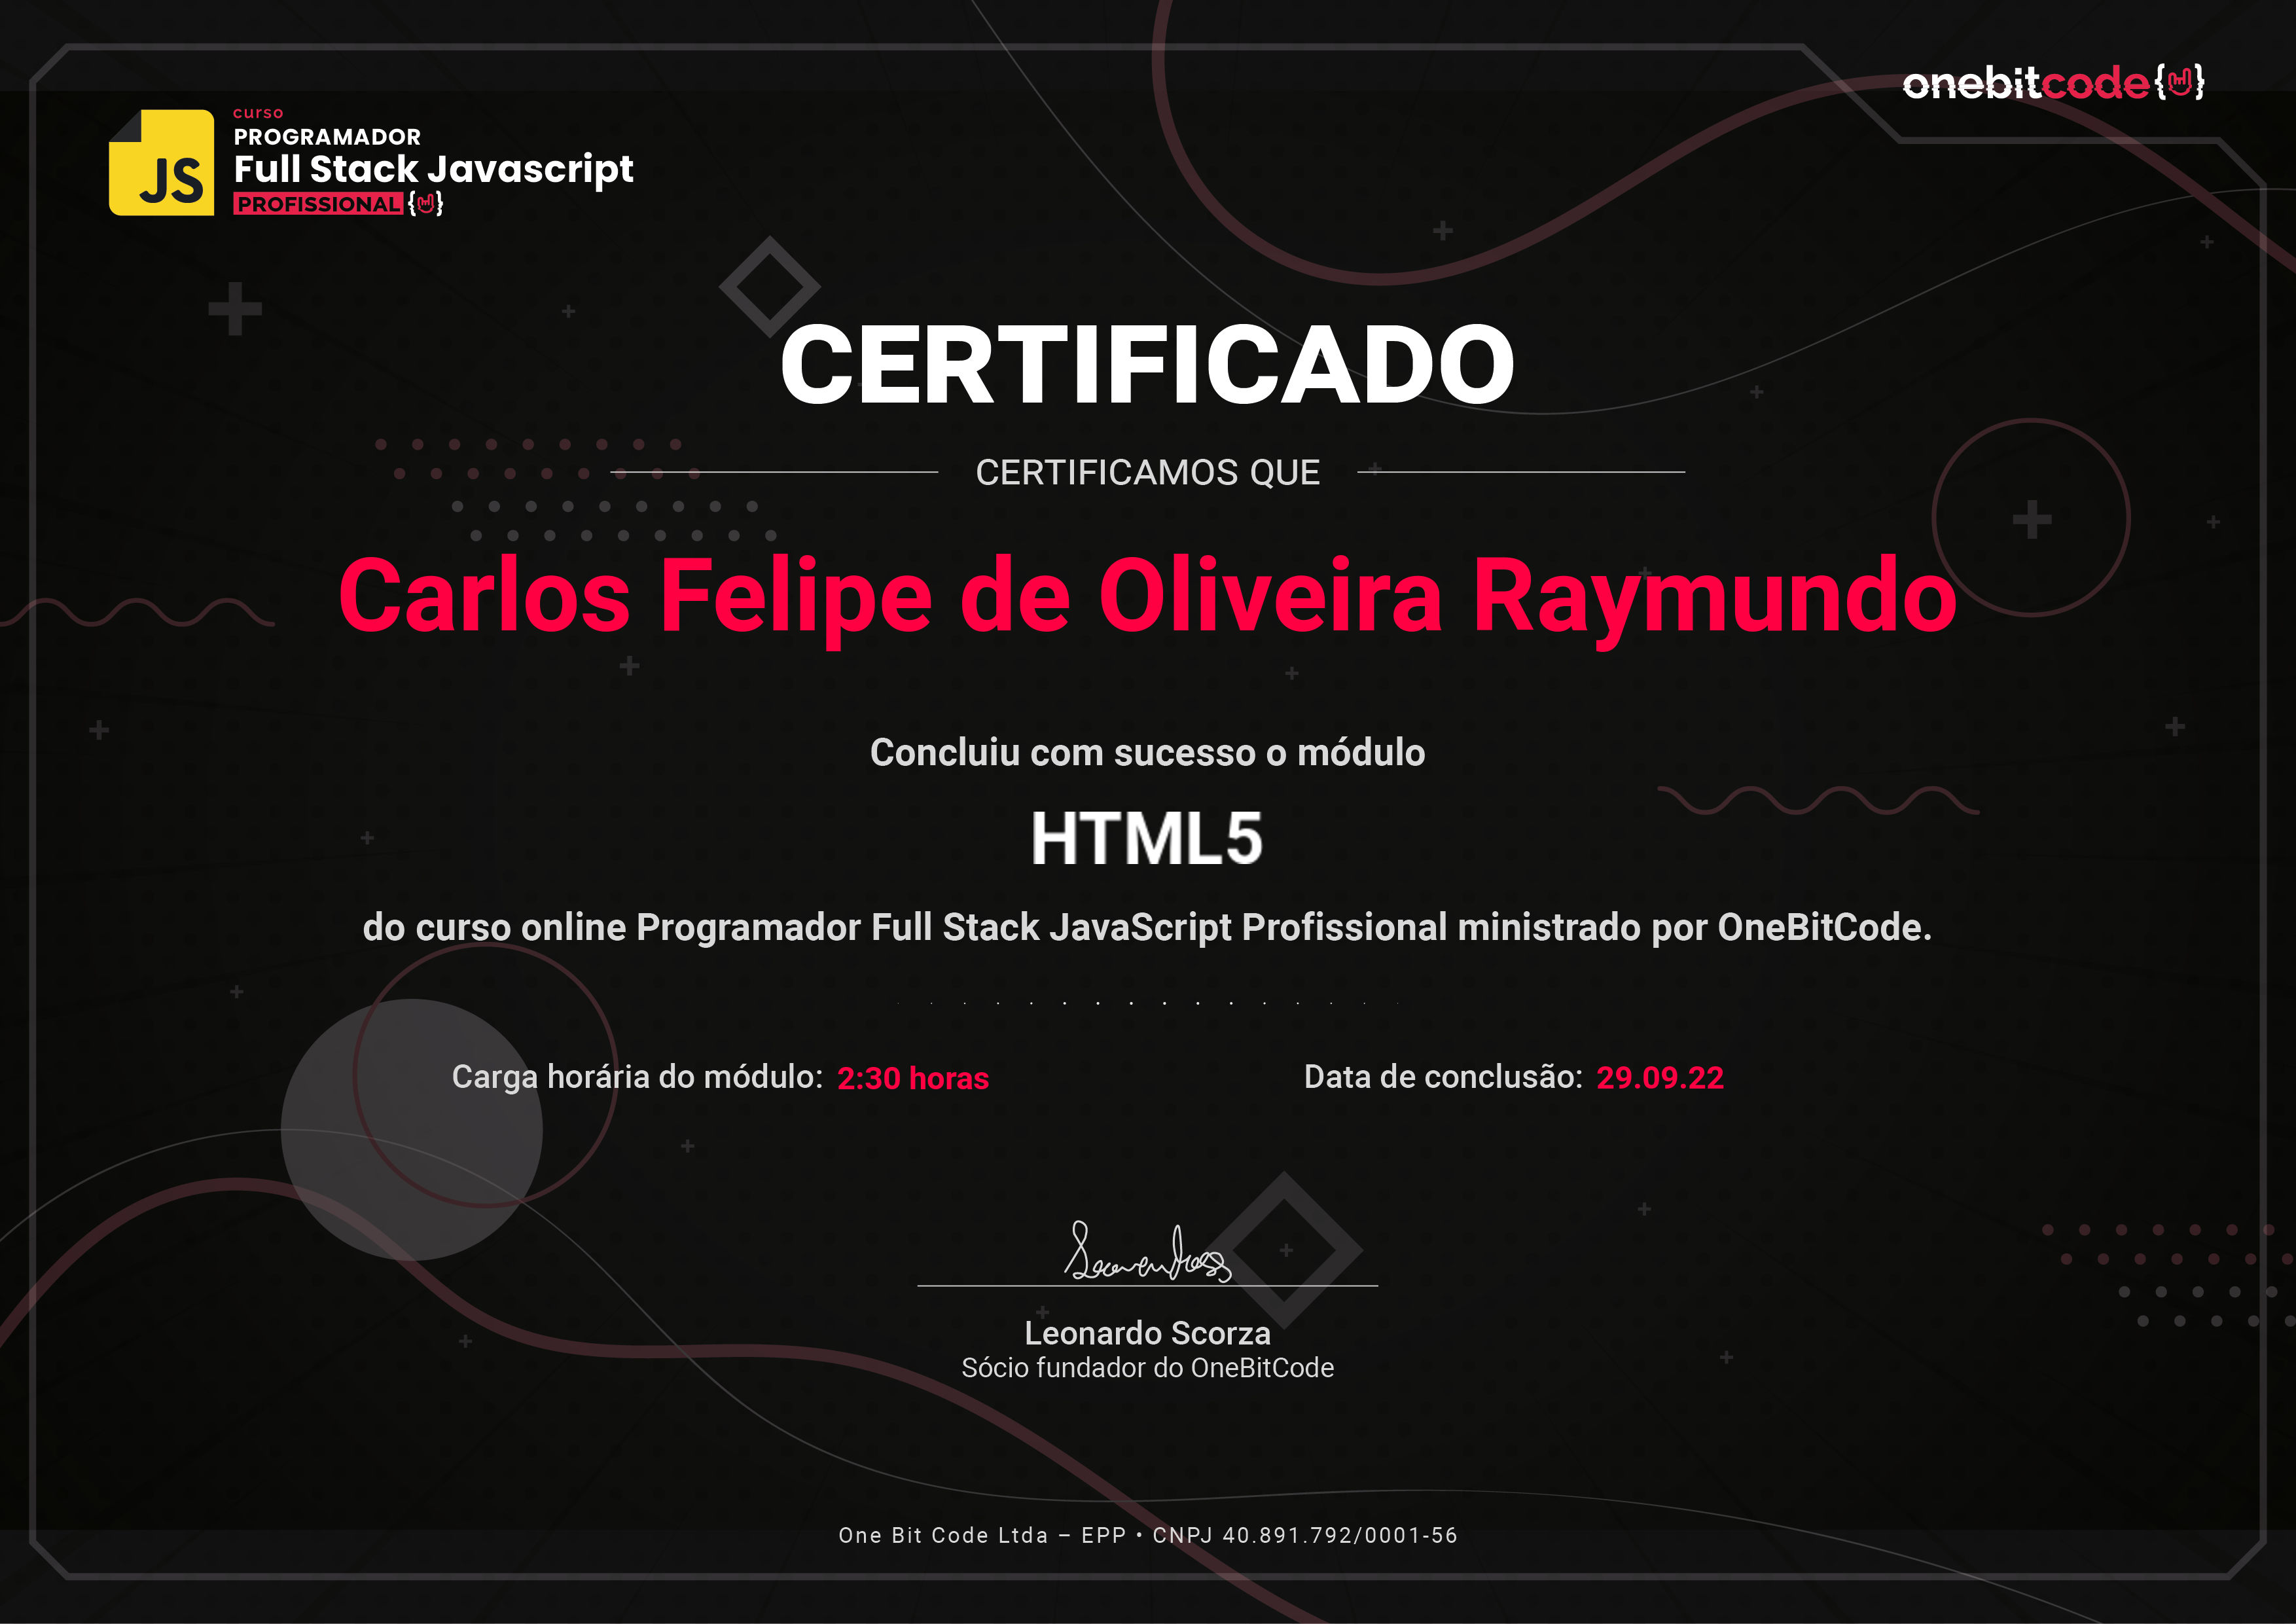 onebitcode
curso
PROGRAMADOR
Full Stack Javascript
JS
PROFISSIONAL
CERTIFICADO
CERTIFICAMOS QUE
Carlos Felipe de Oliveira Raymundo
Concluiu com sucesso o módulo
HTML5
do curso online Programador Full Stack JavaScript Profissional ministrado por OneBitCode.
Carga horária do módulo: 2:30 horas
Data de conclusão: 29.09.22
Leonardo Scorza
Sócio fundador do OneBitCode
One Bit Code Ltda – EPP • CNPJ 40.891.792/0001-56